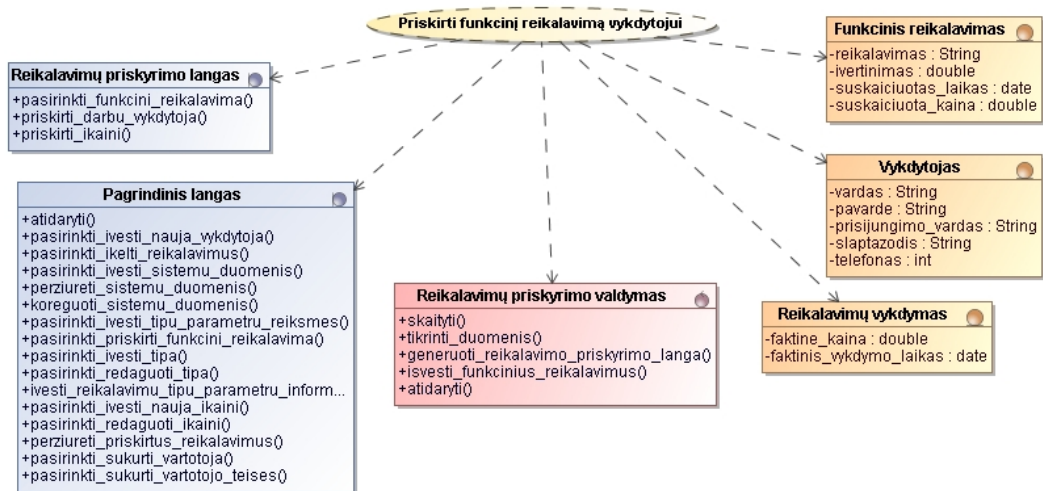 Priskirti funkcinį reikalavimą vykdytojui
Reikalavimų priskyrimo langas
+pasirinkti_funkcini_reikalavima()
+priskirti_darbu_vykdytoja()
+priskirti_ikaini()
Pagrindinis langas
+atidaryti()
+pasirinkti_ivesti_nauja_vykdytoja()
+pasirinkti_ikelti_reikalavimus()
+pasirinkti_ivesti_sistemu_duomenis()
+perziureti_sistemu_duomenis()
+koreguoti_sistemu_duomenis()
+pasirinkti_ivesti_tipu_parametru_reiksmes()
+pasirinkti_priskirti_funkcini_reikalavima()
+pasirinkti_ivesti_tipa()
+pasirinkti_redaguoti_tipa()
+ivesti_reikalavimu_tipu_parametru_inform...
+pasirinkti_ivesti_nauja_ikaini()
+pasirinkti_redaguoti_ikaini()
+perziureti_priskirtus_reikalavimus()
+pasirinkti_sukurti_vartotoja()
+pasirinkti_sukurti_vartotojo_teises()
Reikalavimų priskyrimo valdymas
+skaityti()
+tikrinti_duomenis()
+generuoti_reikalavimo_priskyrimo_langa()
+isvesti_funkcinius_reikalavimus()
+atidaryti()
Funkcinis reikalavimas
-reikalavimas : String
-ivertinimas : double
-suskaiciuotas_laikas : date
-suskaiciuota_kaina : double
Vykdytojas
-vardas : String
-pavarde : String
-prisijungimo_vardas : String
-slaptazodis : String
-telefonas : int
Reikalavimų vykdymas
-faktine_kaina : double
-faktinis_vykdymo_laikas : date